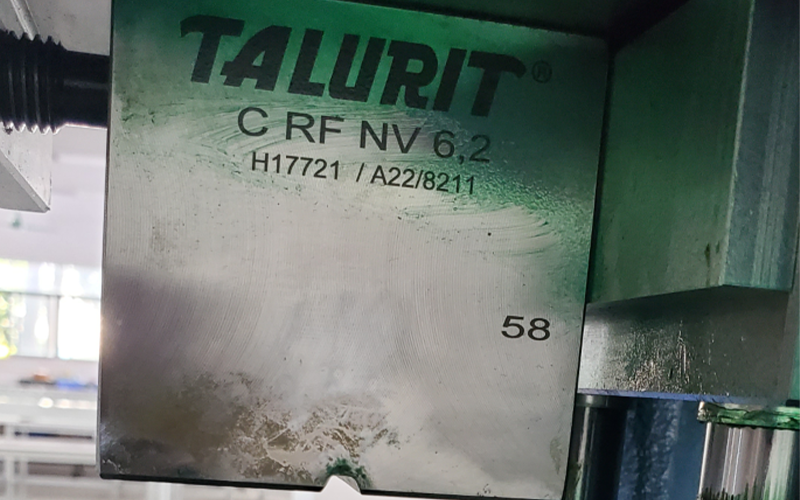 TALURIT®
C RF NV 6,2
H17721 / A22/8211
58